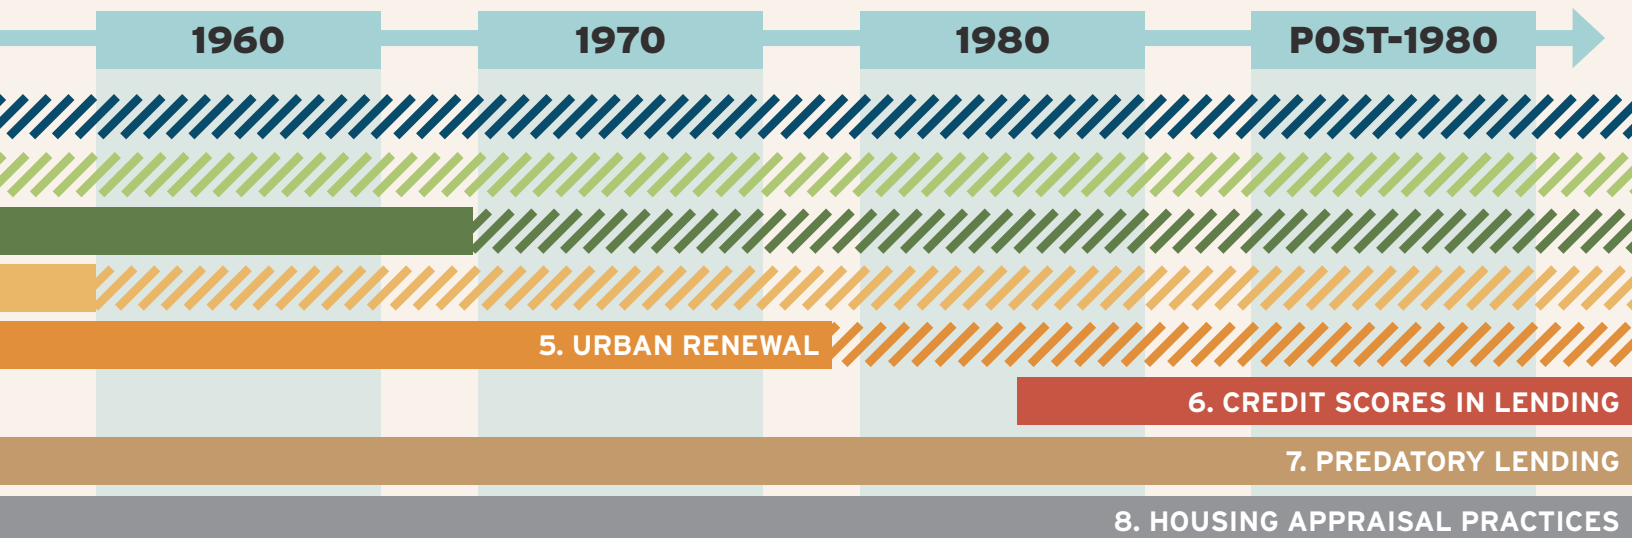 1960
1970
1980
POST-1980
5. URBAN RENEWAL
6. CREDIT SCORES IN LENDING
7. PREDATORY LENDING
8. HOUSING APPRAISAL PRACTICES